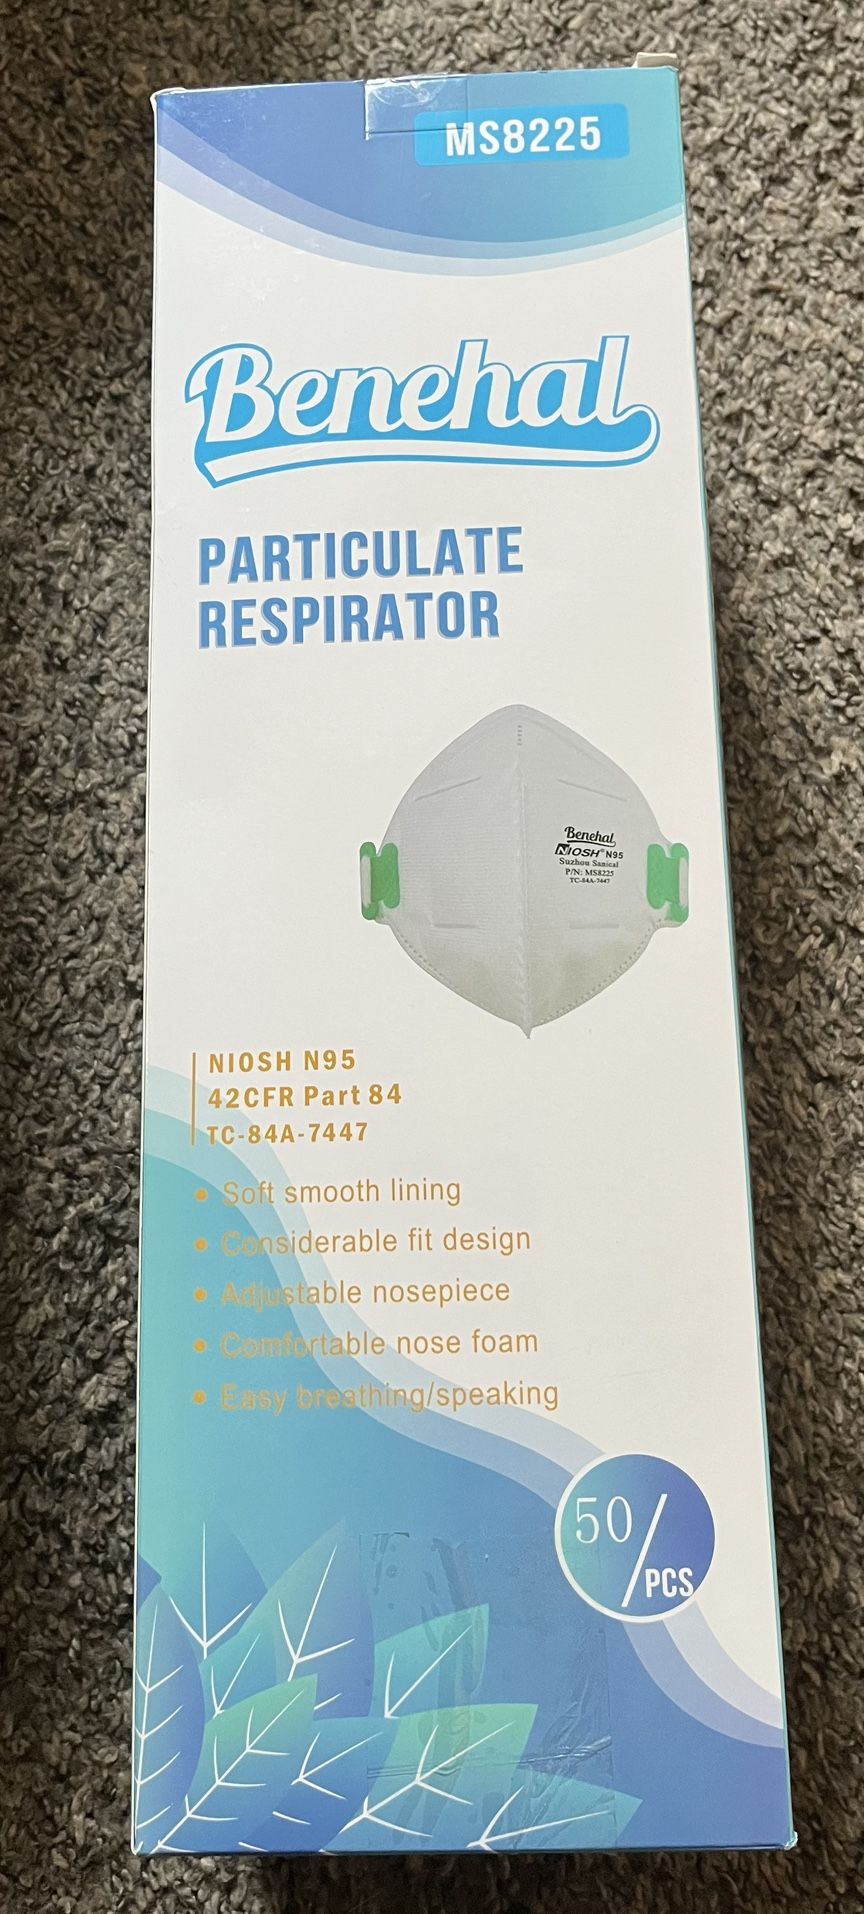 MS8225
Benehal
PARTICULATE
RESPIRATOR
Benehal
NIOSH® N95
Suzhou Sanical
P/N: MS8225
TC-84A-7447
NIOSH N95
42CFR Part 84
TC-84A-7447
• Soft smooth lining
• Considerable fit design
• Adjustable nosepiece
• Comfortable nose foam
• Easy breathing/speaking
50/
PCS